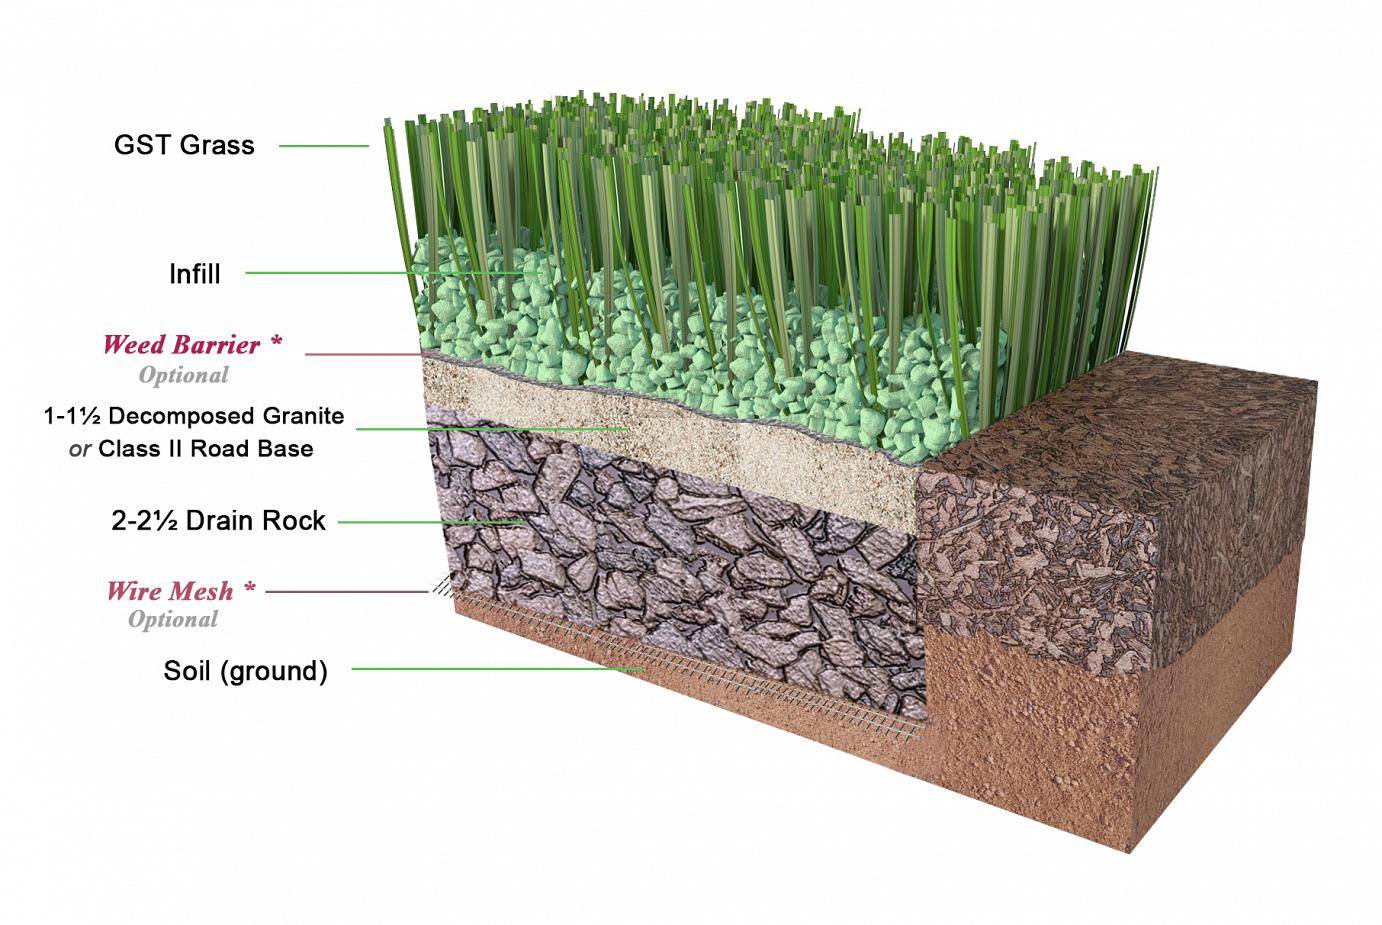 GST Grass
Infill
Weed Barrier *
Optional
1-1½ Decomposed Granite
or Class II Road Base
2-2½ Drain Rock
Wire Mesh *
Optional
Soil (ground)